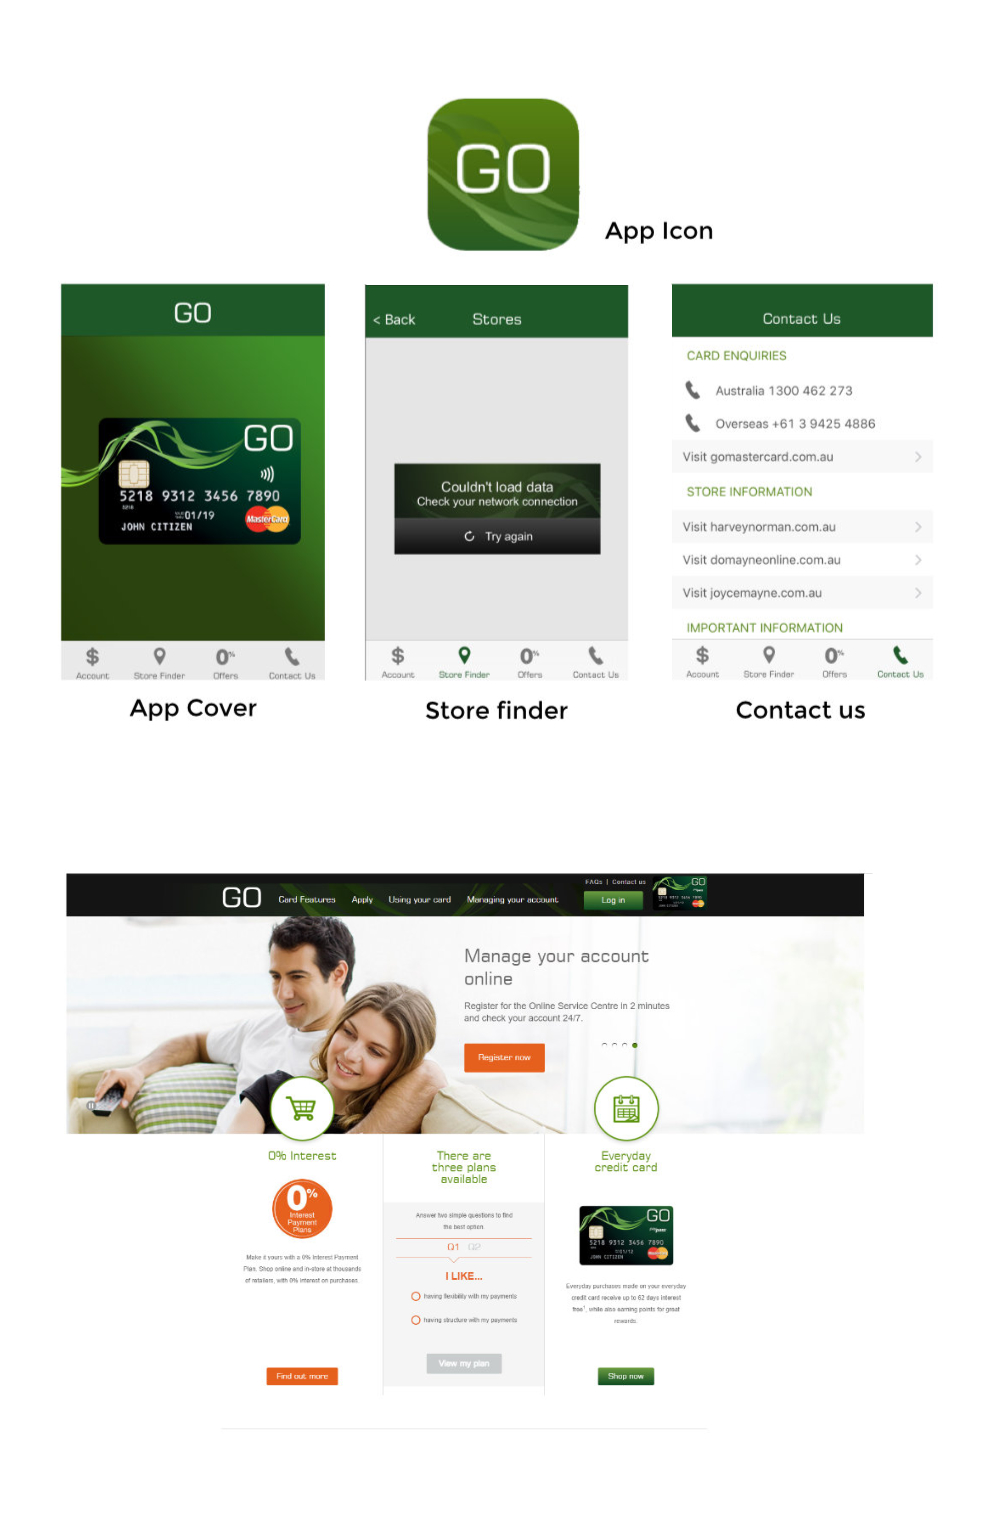 GO
App Icon
GO
GO
5218 9312 3456 7890
5218
01/19
JOHN CITIZEN
MasterCard
$ Account
Store Finder
0% Offers
Contact Us
App Cover
< Back
Stores
Couldn't load data
Check your network connection
Try again
$ Account
Store Finder
0% Offers
Contact Us
Store finder
Contact Us
CARD ENQUIRIES
Australia 1300 462 273
Overseas +61 3 9425 4886
Visit gomastercard.com.au
STORE INFORMATION
Visit harveynorman.com.au
Visit domayneonline.com.au
Visit joycemayne.com.au
IMPORTANT INFORMATION
$ Account
Store Finder
0% Offers
Contact Us
Contact us
FAQs | Contact us
GO
Card Features
Apply
Using your card
Managing your account
Log in
GO
Manage your account
online
Register for the Online Service Centre in 2 minutes
and check your account 24/7.
Register now
0% Interest
0%
Interest
Payment
Plans
Make it yours with a 0% Interest Payment
Plan. Shop online and in-store at thousands
of retailers, with 0% interest on purchases.
Find out more
There are
three plans
available
Answer two simple questions to find
the best option.
Q1 Q2
I LIKE...
having flexibility with my payments
having structure with my payments
View my plan
Everyday
credit card
GO
5218 9312 3456 7890
01/12
JOHN CITIZEN
MasterCard
Everyday purchases made on your everyday
credit card receive up to 62 days interest
free¹, while also earning points for great
rewards.
Shop now